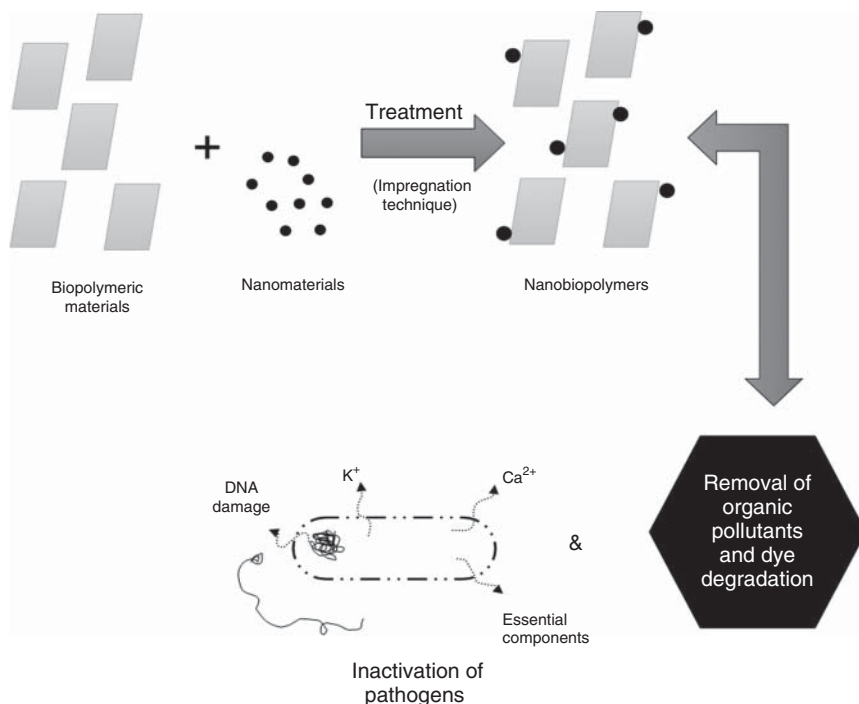 Treatment
+
(Impregnation
technique)
Biopolymeric
materials
Nanomaterials
Nanobiopolymers
K⁺
Ca²⁺
DNA
damage
&
Removal of
organic
pollutants
and dye
degradation
Essential
components
Inactivation of
pathogens